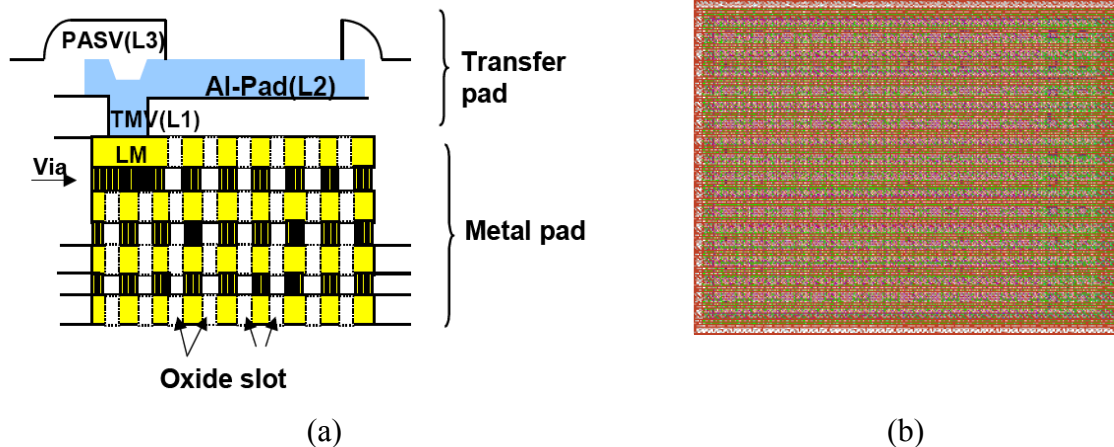 PASV(L3)
Al-Pad(L2)
Transfer
pad
TMV(L1)
LM
Via
Metal pad
Oxide slot
(a)
(b)